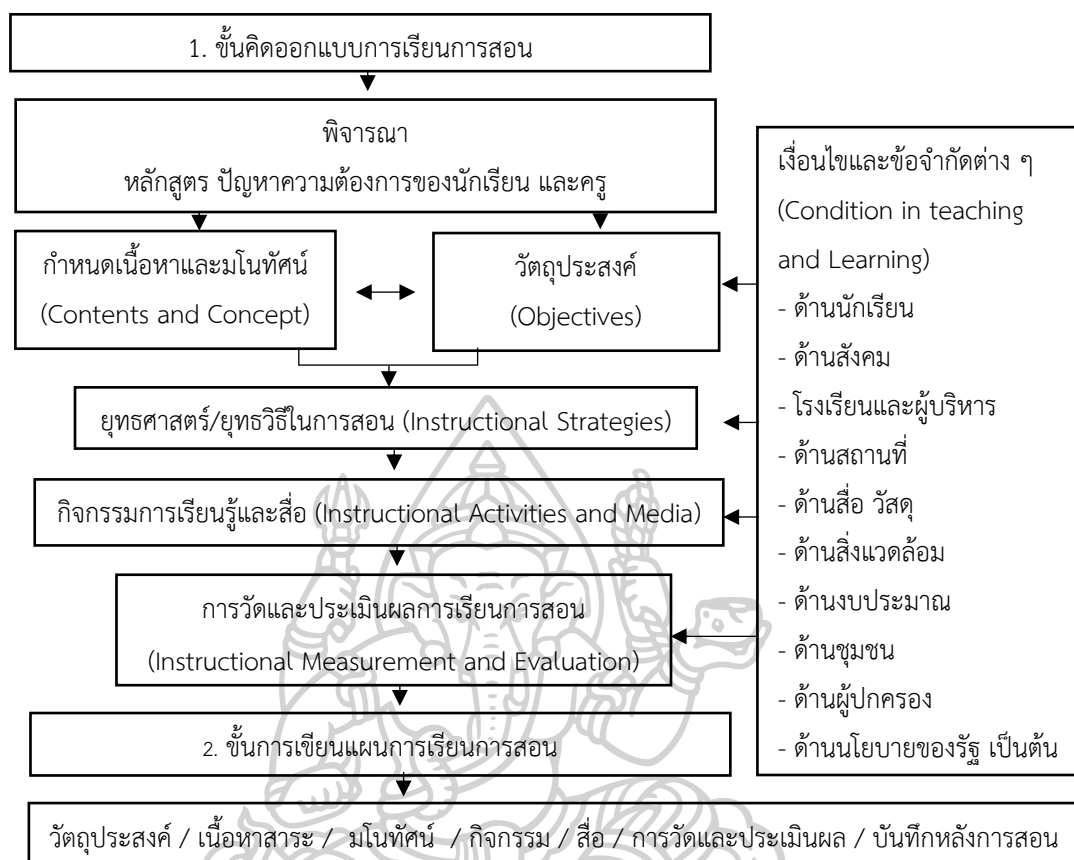 1. ขั้นคิดออกแบบการเรียนการสอน
พิจารณา
หลักสูตร ปัญหาความต้องการของนักเรียน และครู
กำหนดเนื้อหาและมโนทัศน์
(Contents and Concept)
วัตถุประสงค์
(Objectives)
ยุทธศาสตร์/ยุทธวิธีในการสอน (Instructional Strategies)
กิจกรรมการเรียนรู้และสื่อ (Instructional Activities and Media)
การวัดและประเมินผลการเรียนการสอน
(Instructional Measurement and Evaluation)
เงื่อนไขและข้อจำกัดต่าง ๆ
(Condition in teaching
and Learning)
- ด้านนักเรียน
- ด้านสังคม
- โรงเรียนและผู้บริหาร
- ด้านสถานที่
- ด้านสื่อ วัสดุ
- ด้านสิ่งแวดล้อม
- ด้านงบประมาณ
- ด้านชุมชน
- ด้านผู้ปกครอง
- ด้านนโยบายของรัฐ เป็นต้น
2. ขั้นการเขียนแผนการเรียนการสอน
วัตถุประสงค์ / เนื้อหาสาระ / มโนทัศน์ / กิจกรรม / สื่อ / การวัดและประเมินผล / บันทึกหลังการสอน